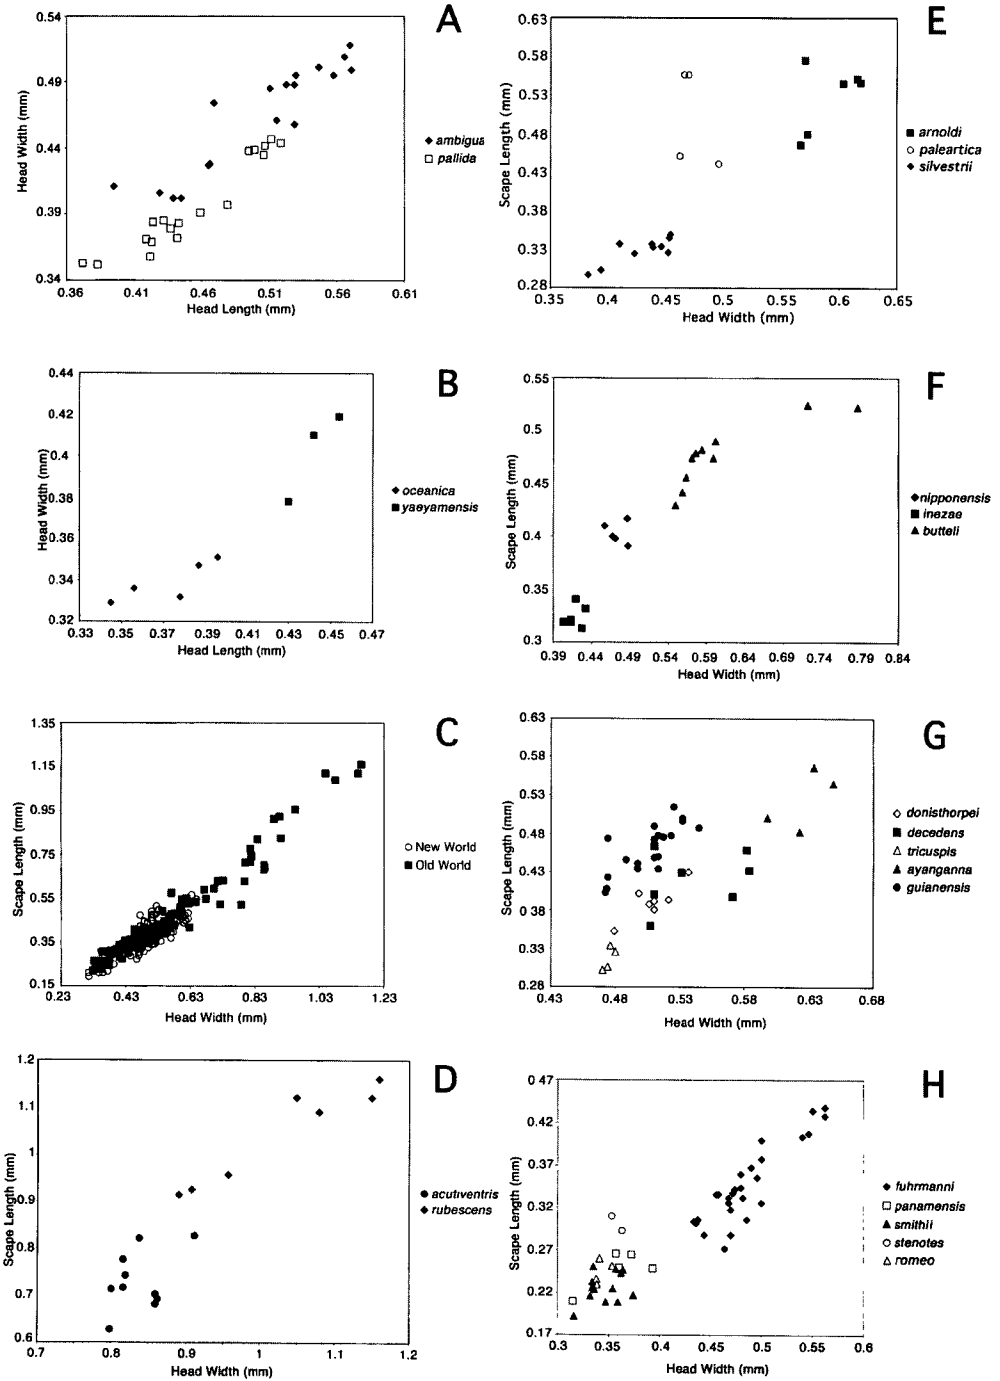 A
0.54
0.49
0.44
0.39
0.34
Head Width (mm)
0.36 0.41 0.46 0.51 0.56 0.61
Head Length (mm)
ambigua
pallida
E
0.63
0.58
0.53
0.48
0.43
0.38
0.33
0.28
Scape Length (mm)
0.35 0.4 0.45 0.5 0.55 0.6 0.65
Head Width (mm)
arnoldi
paleartica
silvestrii
B
0.44
0.42
0.4
0.38
0.36
0.34
0.32
Head Width (mm)
0.33 0.35 0.37 0.39 0.41 0.43 0.45 0.47
Head Length (mm)
oceanica
yaeyamensis
F
0.55
0.5
0.45
0.4
0.35
0.3
Scape Length (mm)
0.39 0.44 0.49 0.54 0.59 0.64 0.69 0.74 0.79 0.84
Head Width (mm)
nipponensis
inezae
butteli
C
1.35
1.15
0.95
0.75
0.55
0.35
0.15
Scape Length (mm)
0.23 0.43 0.63 0.83 1.03 1.23
Head Width (mm)
New World
Old World
G
0.63
0.58
0.53
0.48
0.43
0.38
0.33
0.28
Scape Length (mm)
0.43 0.48 0.53 0.58 0.63 0.68
Head Width (mm)
donisthorpei
decedens
tricuspis
ayanganna
guianensis
D
1.2
1.1
1
0.9
0.8
0.7
0.6
Scape Length (mm)
0.7 0.8 0.9 1 1.1 1.2
Head Width (mm)
acutiventris
rubescens
H
0.47
0.42
0.37
0.32
0.27
0.22
0.17
Scape Length (mm)
0.3 0.35 0.4 0.45 0.5 0.55 0.6
Head Width (mm)
fuhrmanni
panamensis
smithii
stenotes
romeo